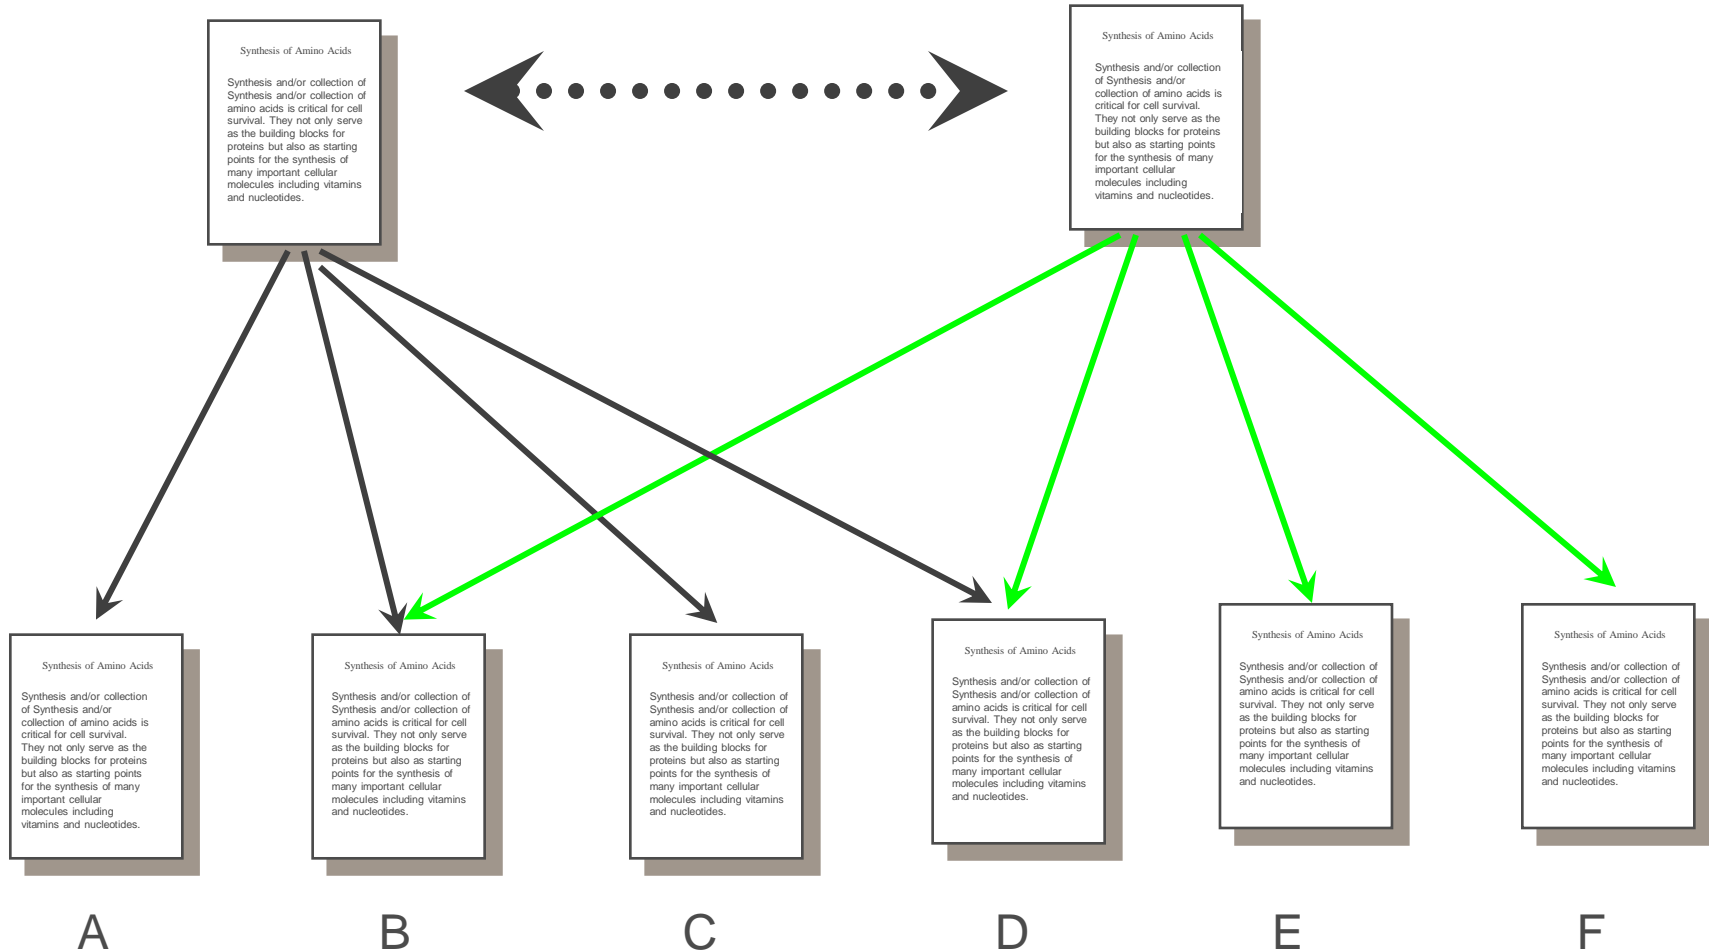 Synthesis of Amino Acids
Synthesis and/or collection of
Synthesis and/or collection of
amino acids is critical for cell
survival. They not only serve
as the building blocks for
proteins but also as starting
points for the synthesis of
many important cellular
molecules including vitamins
and nucleotides.
Synthesis of Amino Acids
Synthesis and/or collection
of Synthesis and/or
collection of amino acids is
critical for cell survival.
They not only serve as the
building blocks for proteins
but also as starting points
for the synthesis of many
important cellular
molecules including
vitamins and nucleotides.
Synthesis of Amino Acids
Synthesis and/or collection
of Synthesis and/or
collection of amino acids is
critical for cell survival.
They not only serve as the
building blocks for proteins
but also as starting points
for the synthesis of many
important cellular
molecules including
vitamins and nucleotides.
Synthesis of Amino Acids
Synthesis and/or collection of
Synthesis and/or collection of
amino acids is critical for cell
survival. They not only serve
as the building blocks for
proteins but also as starting
points for the synthesis of
many important cellular
molecules including vitamins
and nucleotides.
Synthesis of Amino Acids
Synthesis and/or collection of
Synthesis and/or collection of
amino acids is critical for cell
survival. They not only serve
as the building blocks for
proteins but also as starting
points for the synthesis of
many important cellular
molecules including vitamins
and nucleotides.
Synthesis of Amino Acids
Synthesis and/or collection of
Synthesis and/or collection of
amino acids is critical for cell
survival. They not only serve
as the building blocks for
proteins but also as starting
points for the synthesis of
many important cellular
molecules including vitamins
and nucleotides.
Synthesis of Amino Acids
Synthesis and/or collection of
Synthesis and/or collection of
amino acids is critical for cell
survival. They not only serve
as the building blocks for
proteins but also as starting
points for the synthesis of
many important cellular
molecules including vitamins
and nucleotides.
Synthesis of Amino Acids
Synthesis and/or collection of
Synthesis and/or collection of
amino acids is critical for cell
survival. They not only serve
as the building blocks for
proteins but also as starting
points for the synthesis of
many important cellular
molecules including vitamins
and nucleotides.
A B C D E F